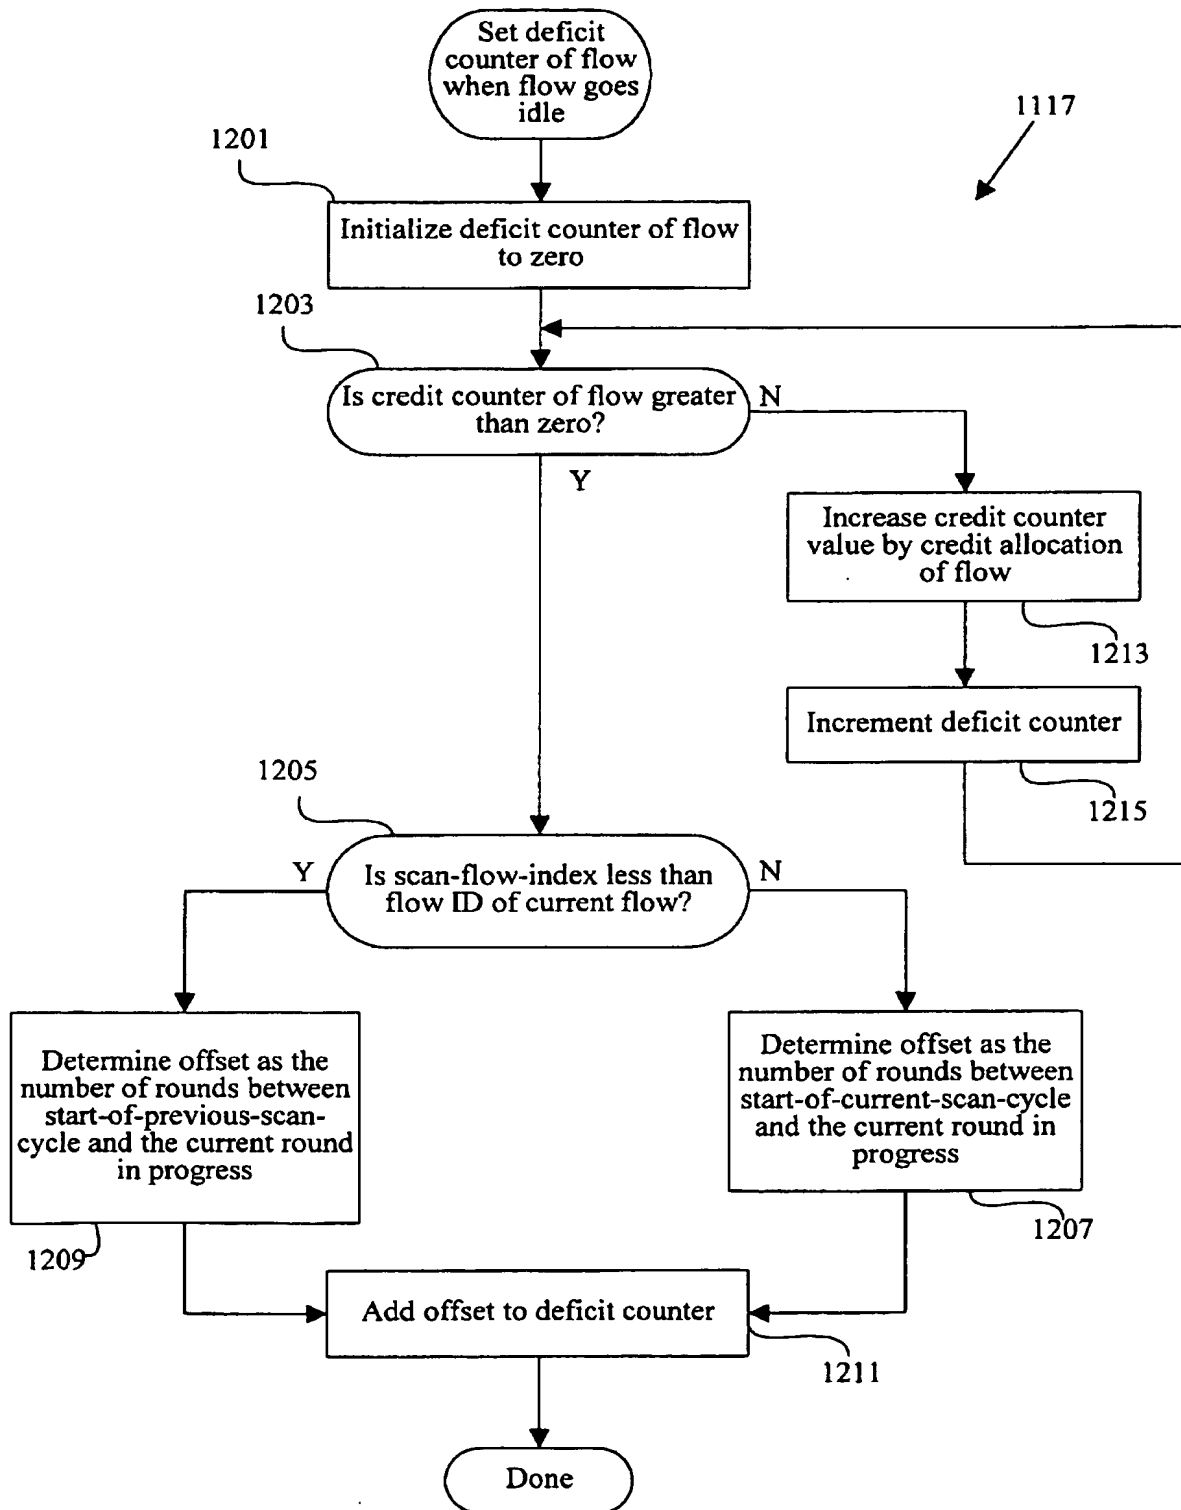 Set deficit
counter of flow
when flow goes
idle
1117
1201
Initialize deficit counter of flow
to zero
1203
Is credit counter of flow greater
than zero?
N
Y
Increase credit counter
value by credit allocation
of flow
1213
Increment deficit counter
1215
1205
Y
Is scan-flow-index less than
flow ID of current flow?
N
Determine offset as the
number of rounds between
start-of-previous-scan-
cycle and the current round
in progress
1209
Determine offset as the
number of rounds between
start-of-current-scan-cycle
and the current round in
progress
1207
Add offset to deficit counter
1211
Done